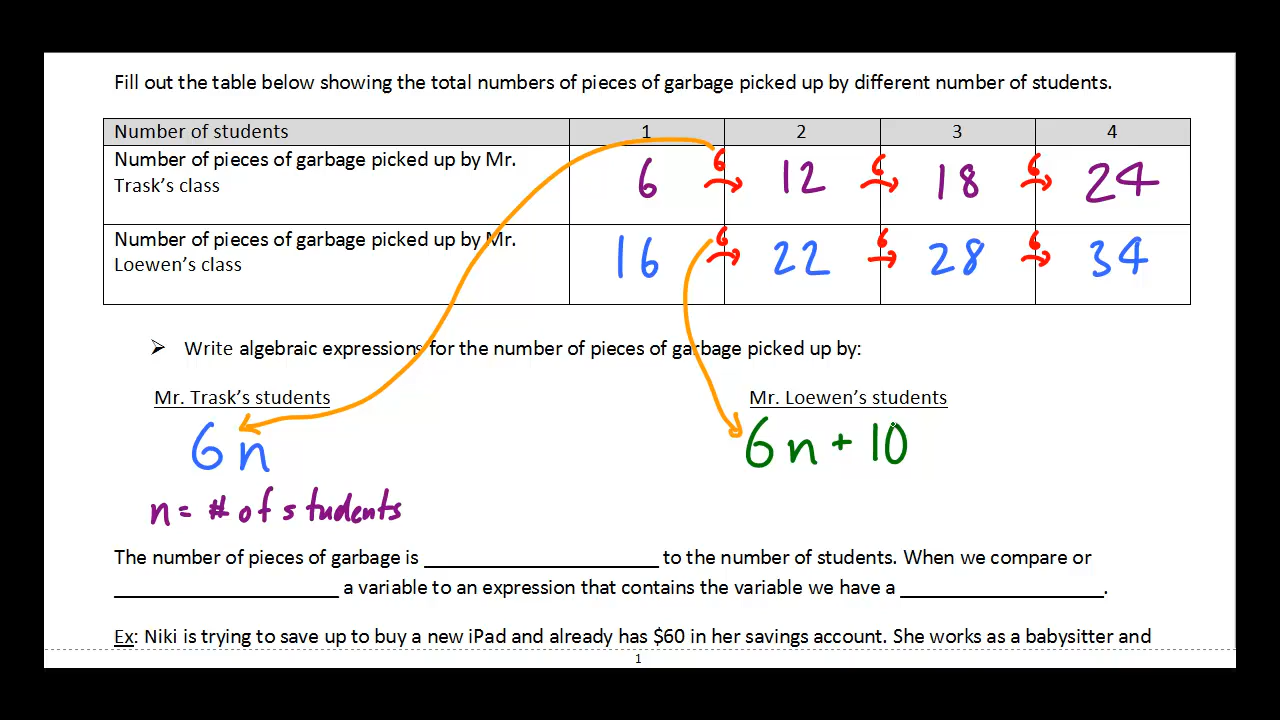 Fill out the table below showing the total numbers of pieces of garbage picked up by different number of students.
Number of students 1 2 3 4
Number of pieces of garbage picked up by Mr.
Trask's class
6 6 12 6 18 6 24
Number of pieces of garbage picked up by Mr.
Loewen's class
16 6 22 6 28 6 34
➢ Write algebraic expressions for the number of pieces of garbage picked up by:
Mr. Trask's students Mr. Loewen's students
6n 6n + 10
n = # of students
The number of pieces of garbage is ____________________ to the number of students. When we compare or
____________________ a variable to an expression that contains the variable we have a __________________.
Ex: Niki is trying to save up to buy a new iPad and already has $60 in her savings account. She works as a babysitter and
1